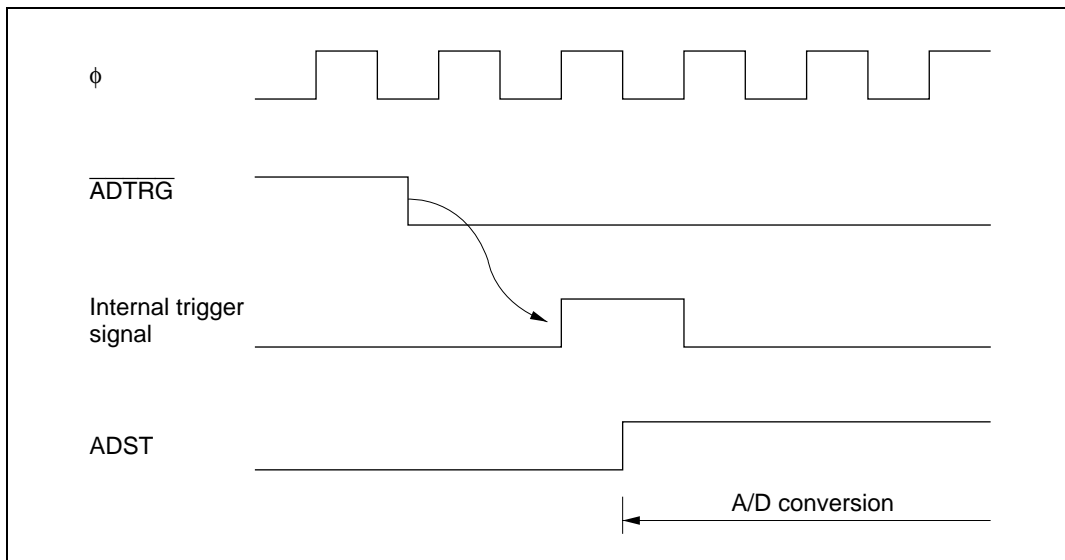 ϕ
ADTRG
Internal trigger
signal
ADST
A/D conversion